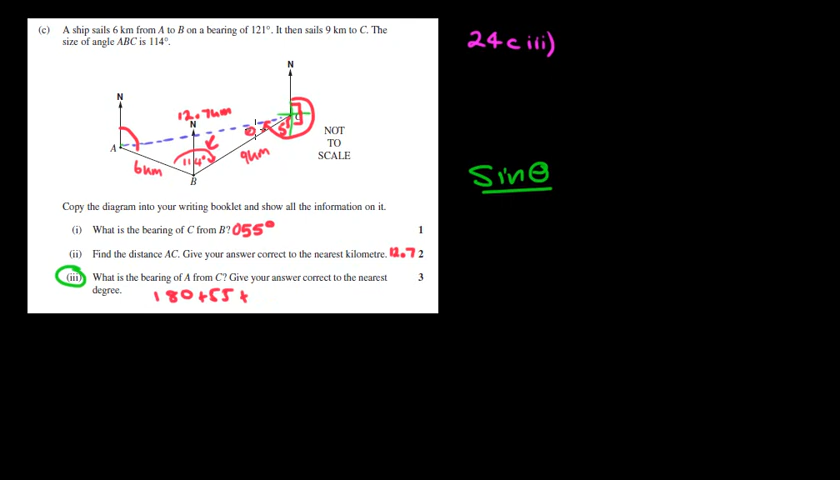 (c) A ship sails 6 km from A to B on a bearing of 121°. It then sails 9 km to C. The
size of angle ABC is 114°.
24ciii)
N
12.7km
N
N
A
6km
114°
B
9km
θ
55
C
NOT
TO
SCALE
sinθ
Copy the diagram into your writing booklet and show all the information on it.
(i) What is the bearing of C from B? 055° 1
(ii) Find the distance AC. Give your answer correct to the nearest kilometre. 12.7 2
(iii) What is the bearing of A from C? Give your answer correct to the nearest 3
degree.
180+55+